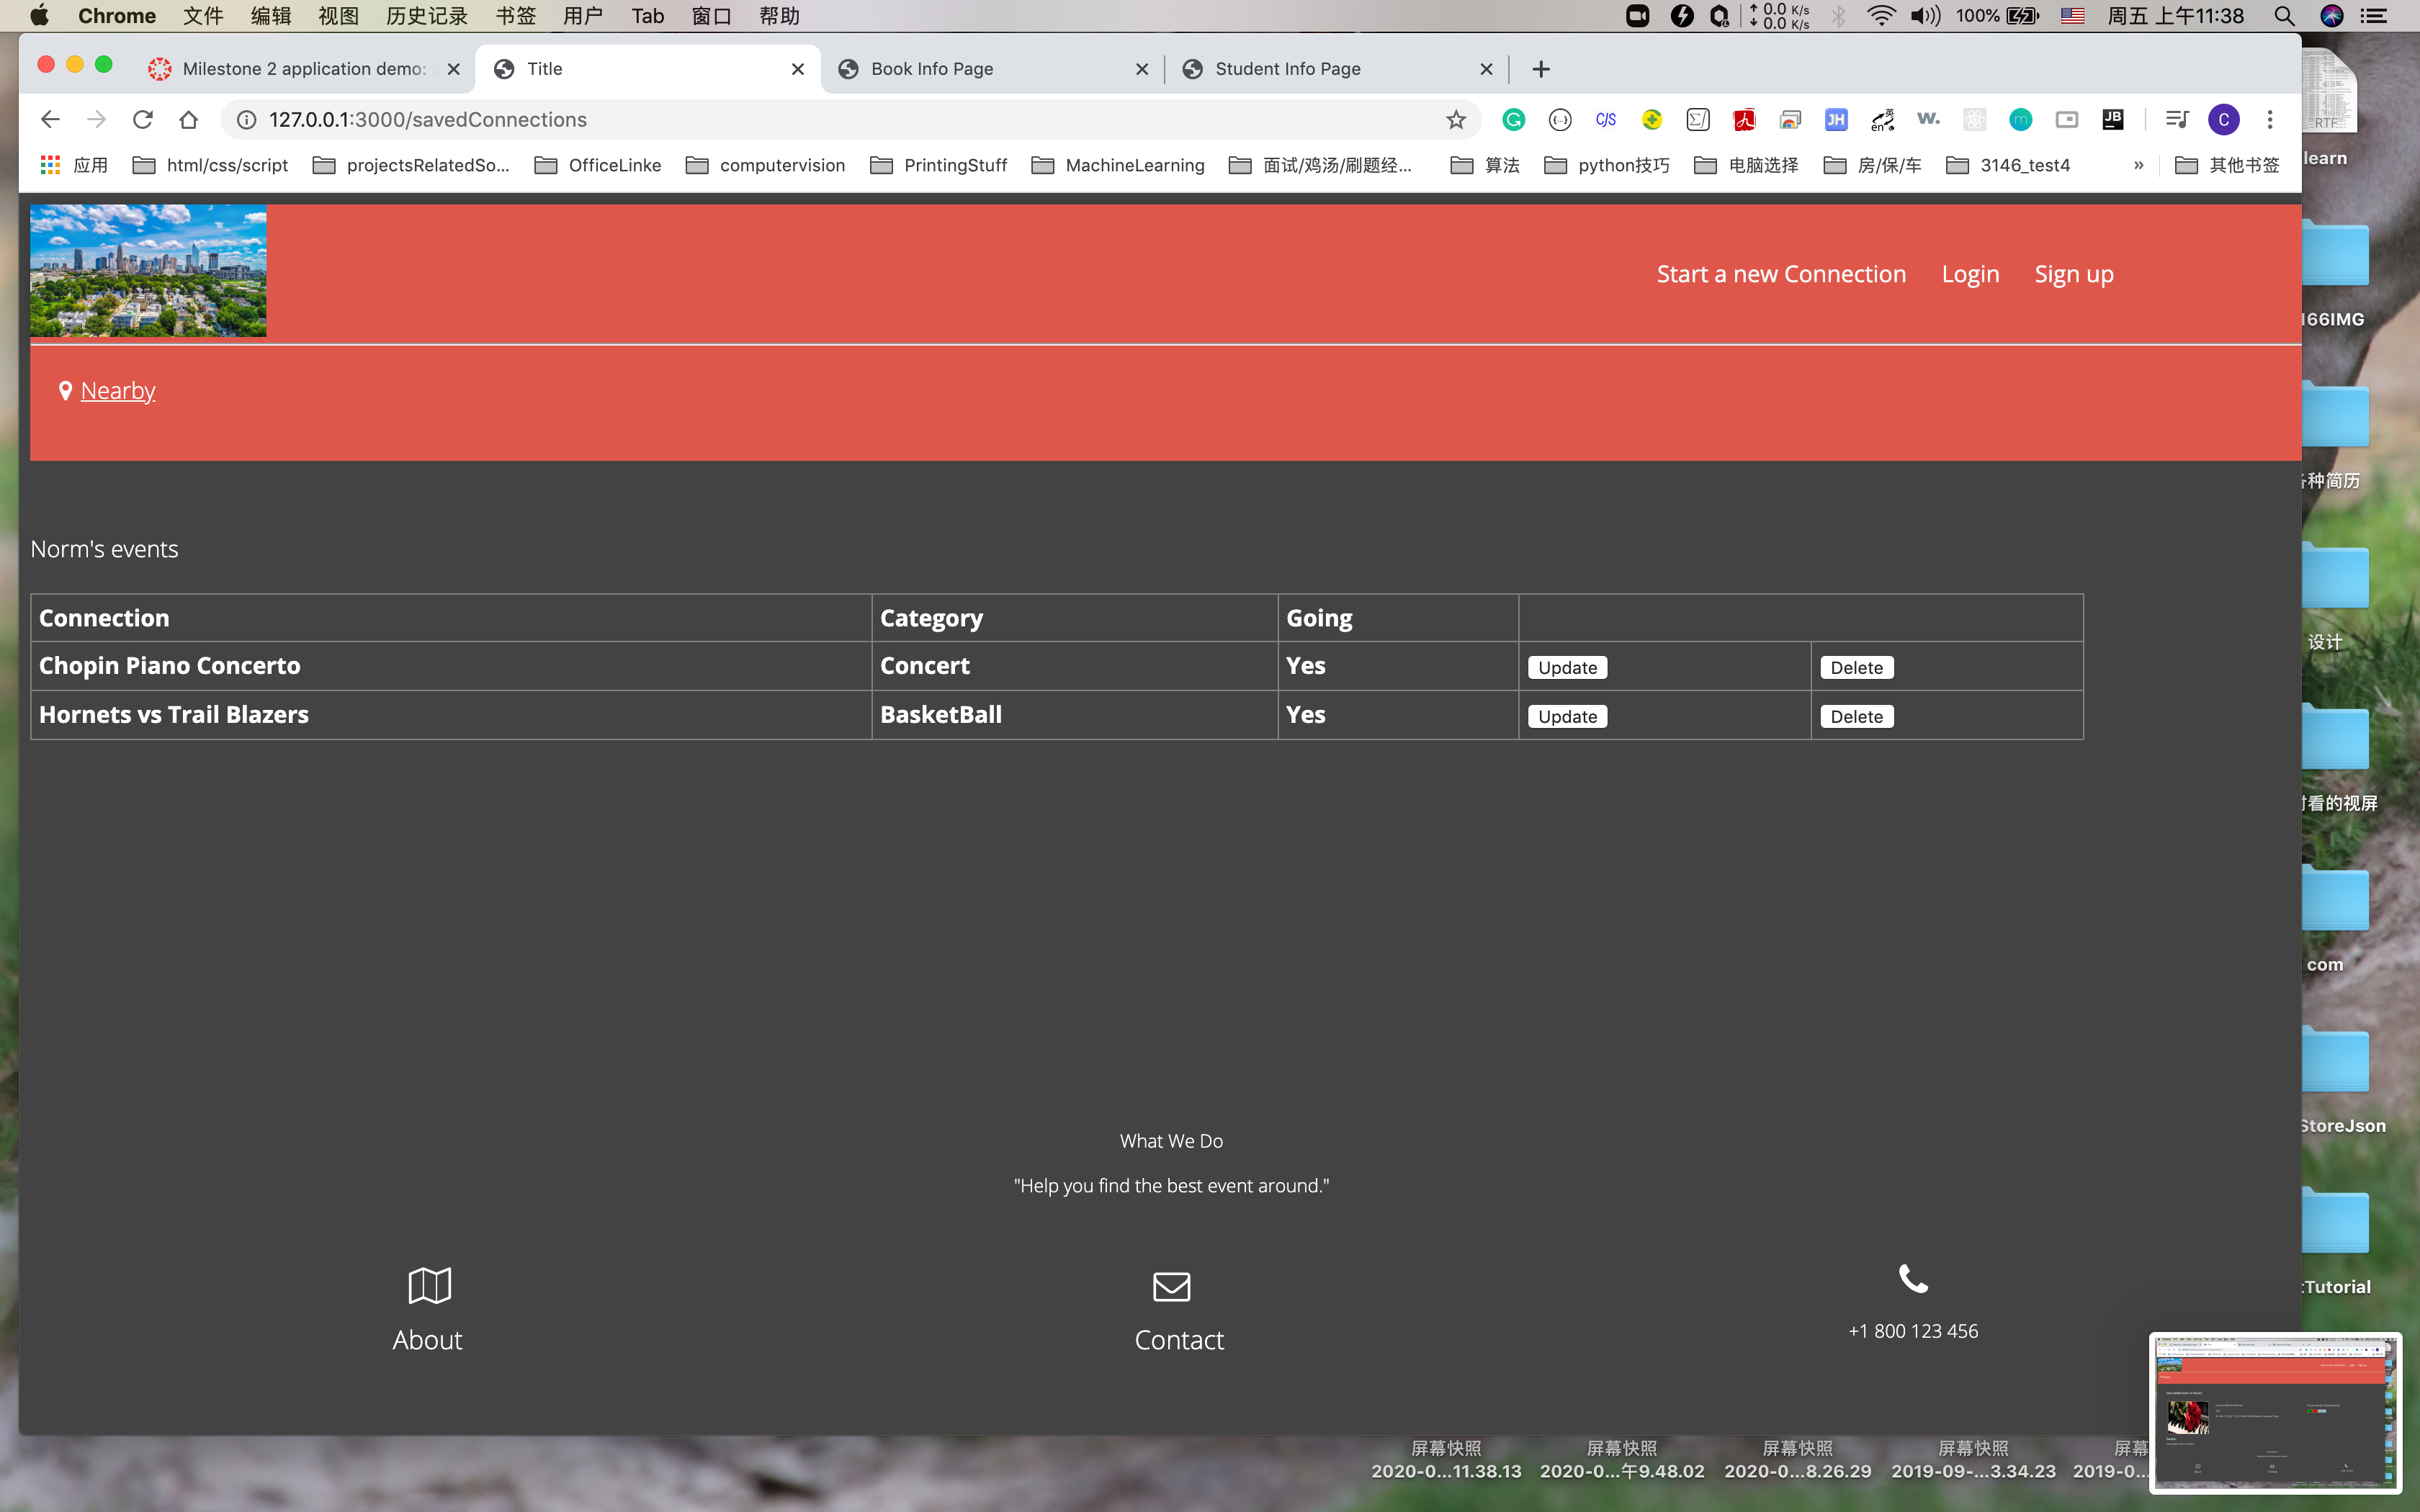 Chrome 文件 编辑 视图 历史记录 书签 用户 Tab 窗口 帮助 0.0 K/s 0.0 K/s 100% 周五 上午11:38
Milestone 2 application demo: Title Book Info Page Student Info Page
127.0.0.1:3000/savedConnections
应用 html/css/script projectsRelatedSo... OfficeLinke computervision PrintingStuff MachineLearning 面试/鸡汤/刷题经... 算法 python技巧 电脑选择 房/保/车 3146_test4 » 其他书签
RTF
learn
Start a new Connection Login Sign up
166IMG
Nearby
种简历
Norm's events
Connection Category Going
设计
Chopin Piano Concerto Concert Yes Update Delete
Hornets vs Trail Blazers BasketBall Yes Update Delete
看的视屏
com
StoreJson
What We Do
"Help you find the best event around."
tTutorial
About Contact +1 800 123 456
屏幕快照 屏幕快照 屏幕快照 屏幕快照 屏幕
2020-0...11.38.13 2020-0...午9.48.02 2020-0...8.26.29 2019-09-...3.34.23 2019-0...